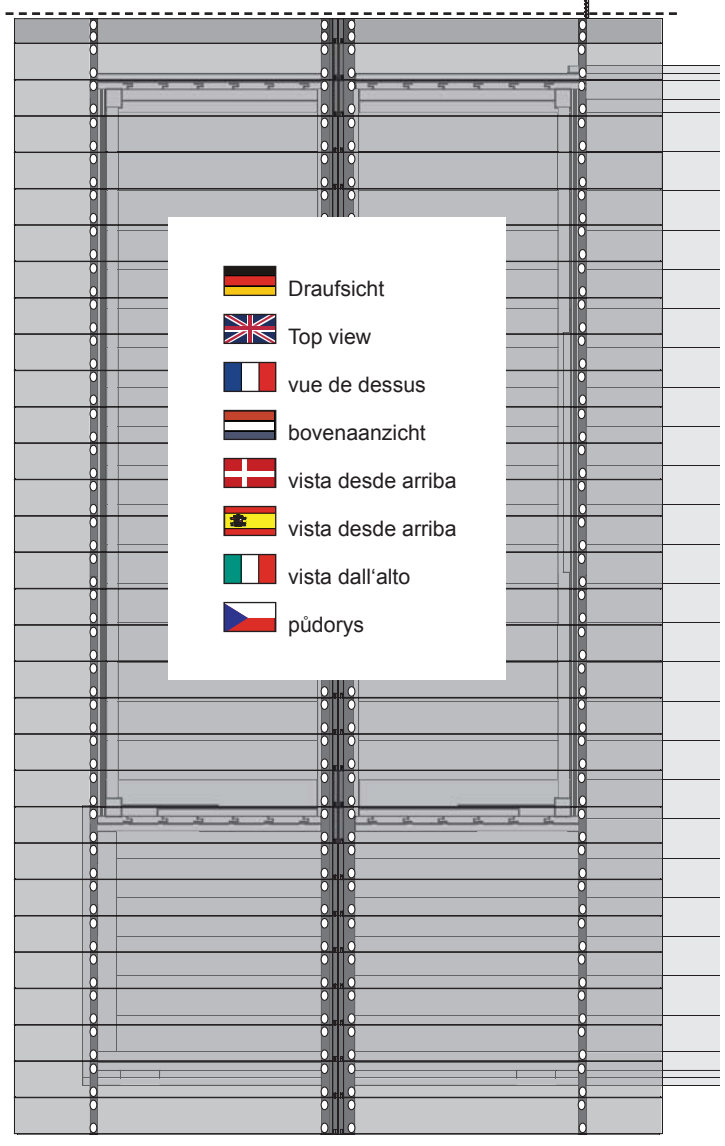 Draufsicht
Top view
vue de dessus
bovenaanzicht
vista desde arriba
vista desde arriba
vista dall‘alto
půdorys